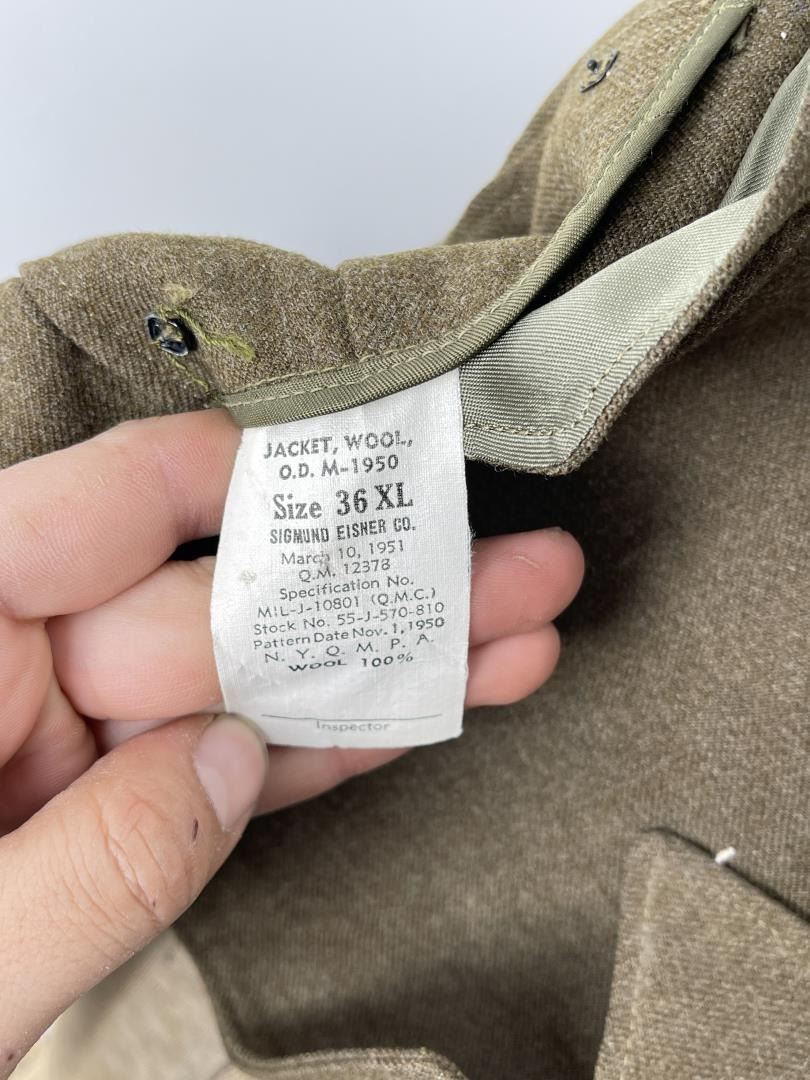 JACKET, WOOL,
O.D. M-1950
Size 36 XL
SIGMUND EISNER CO.
March 10, 1951
Q.M. 12378
Specification No.
MIL-J-10801 (Q.M.C.)
Stock No. 55-J-570-810
Pattern Date Nov. 1, 1950
N. Y. Q. M. P. A.
WOOL 100%
Inspector